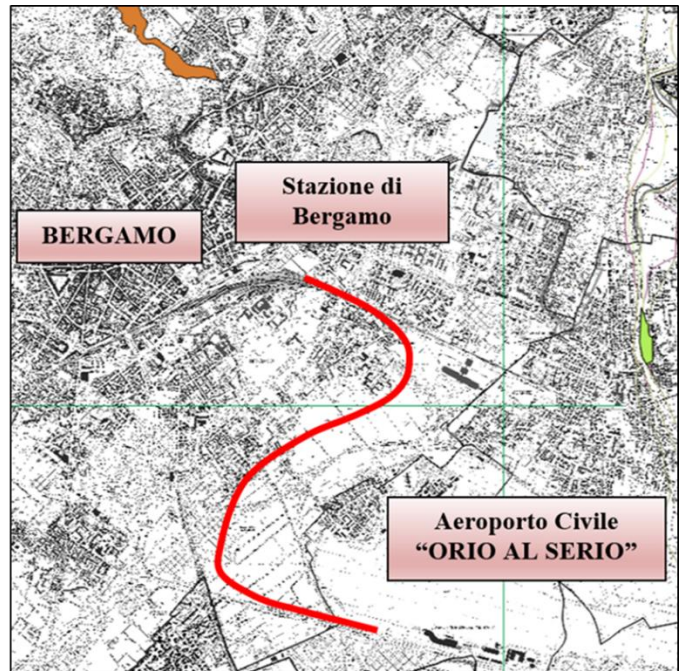 Stazione di
Bergamo
BERGAMO
Aeroporto Civile
“ORIO AL SERIO”